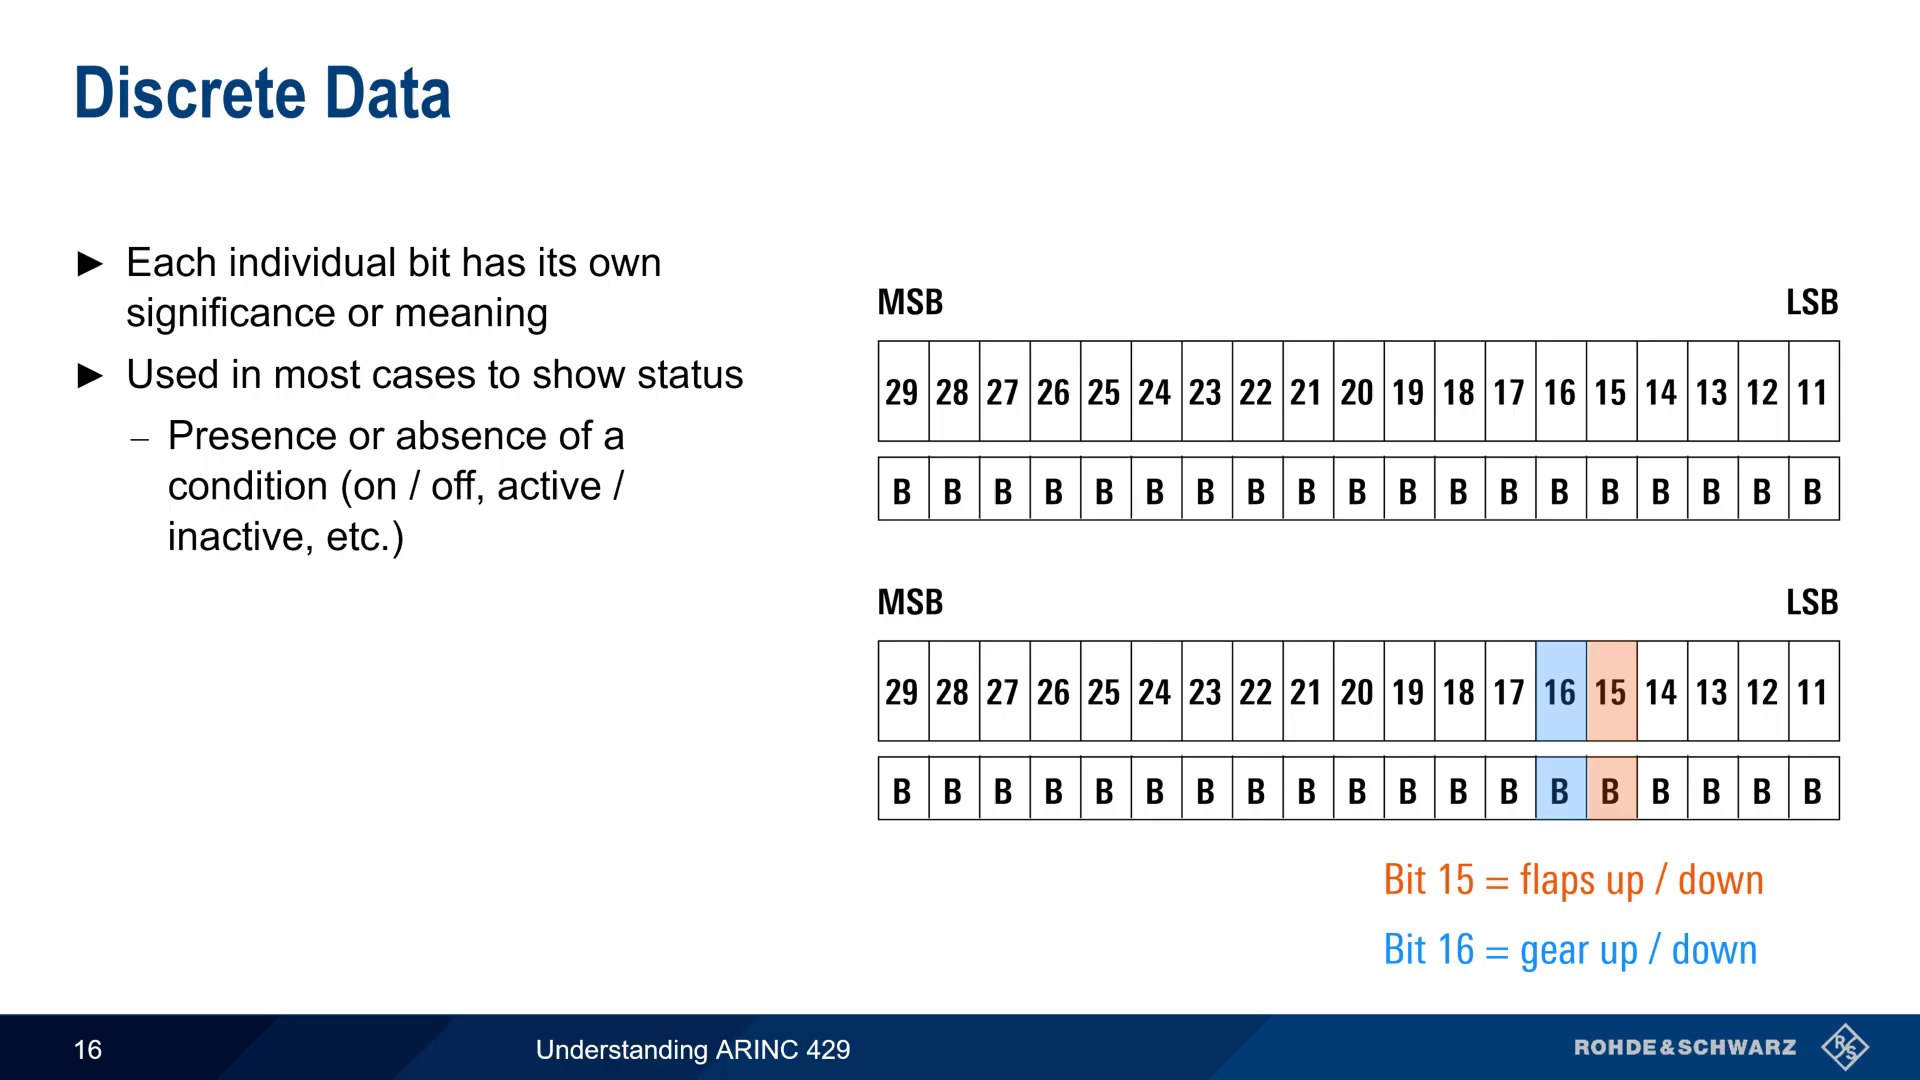 Discrete Data
► Each individual bit has its own
significance or meaning
► Used in most cases to show status
– Presence or absence of a
condition (on / off, active /
inactive, etc.)
MSB LSB
29 28 27 26 25 24 23 22 21 20 19 18 17 16 15 14 13 12 11
B B B B B B B B B B B B B B B B B B B
MSB LSB
29 28 27 26 25 24 23 22 21 20 19 18 17 16 15 14 13 12 11
B B B B B B B B B B B B B B B B B B B
Bit 15 = flaps up / down
Bit 16 = gear up / down
16 Understanding ARINC 429 ROHDE&SCHWARZ RS